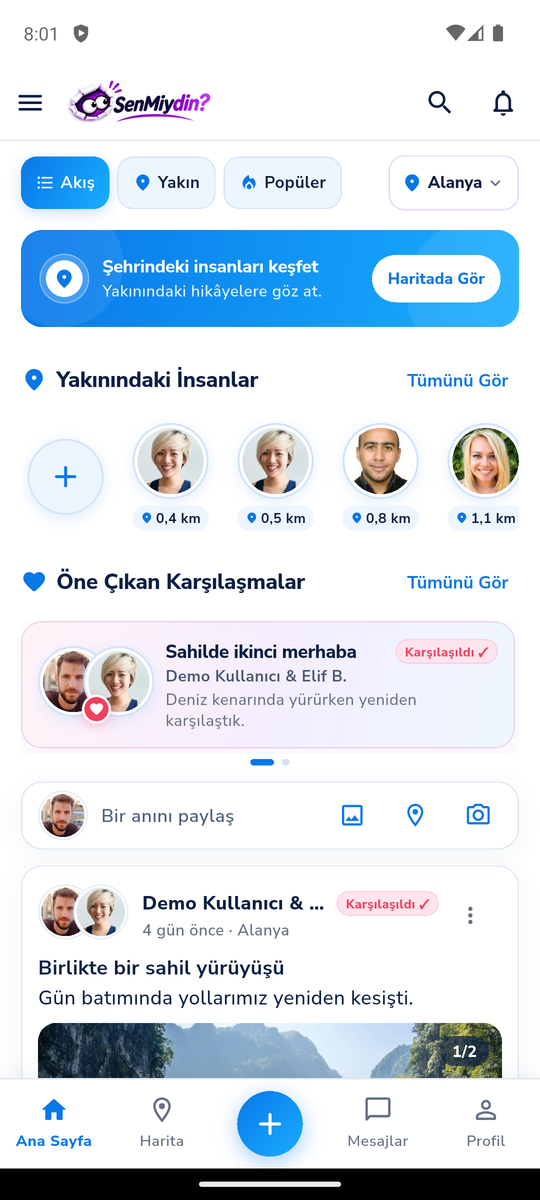 8:01
SenMiydin?
Akış
Yakın
Popüler
Alanya
Şehrindeki insanları keşfet
Yakınındaki hikâyelere göz at.
Haritada Gör
Yakınındaki İnsanlar
Tümünü Gör
0,4 km
0,5 km
0,8 km
1,1 km
Öne Çıkan Karşılaşmalar
Tümünü Gör
Sahilde ikinci merhaba
Karşılaşıldı ✓
Demo Kullanıcı & Elif B.
Deniz kenarında yürürken yeniden
karşılaştık.
Bir anını paylaş
Demo Kullanıcı & ...
Karşılaşıldı ✓
4 gün önce · Alanya
Birlikte bir sahil yürüyüşü
Gün batımında yollarımız yeniden kesişti.
1/2
Ana Sayfa
Harita
Mesajlar
Profil